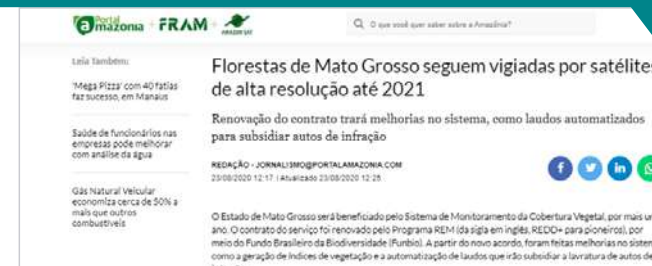 Portal
amazonia + FRAM + AMAZON SAT
O que você quer saber sobre a Amazônia?
Leia Também:
'Mega Pizza' com 40 fatias
faz sucesso, em Manaus
Saúde de funcionários nas
empresas pode melhorar
com análise da água
Gás Natural Veicular
economiza cerca de 50% a
mais que outros
combustíveis
Florestas de Mato Grosso seguem vigiadas por satélites
de alta resolução até 2021
Renovação do contrato trará melhorias no sistema, como laudos automatizados
para subsidiar autos de infração
REDAÇÃO - JORNALISMO@PORTALAMAZONIA.COM
23/08/2020 12:17 | Atualizado 23/08/2020 12:25
O Estado de Mato Grosso será beneficiado pelo Sistema de Monitoramento da Cobertura Vegetal, por mais um
ano. O contrato do serviço foi renovado pelo Programa REM (da sigla em inglês, REDD+ para pioneiros), por
meio do Fundo Brasileiro da Biodiversidade (Funbio). A partir do novo acordo, foram feitas melhorias no sistema
como a geração de índices de vegetação e a automatização de laudos que irão subsidiar a lavratura de autos de